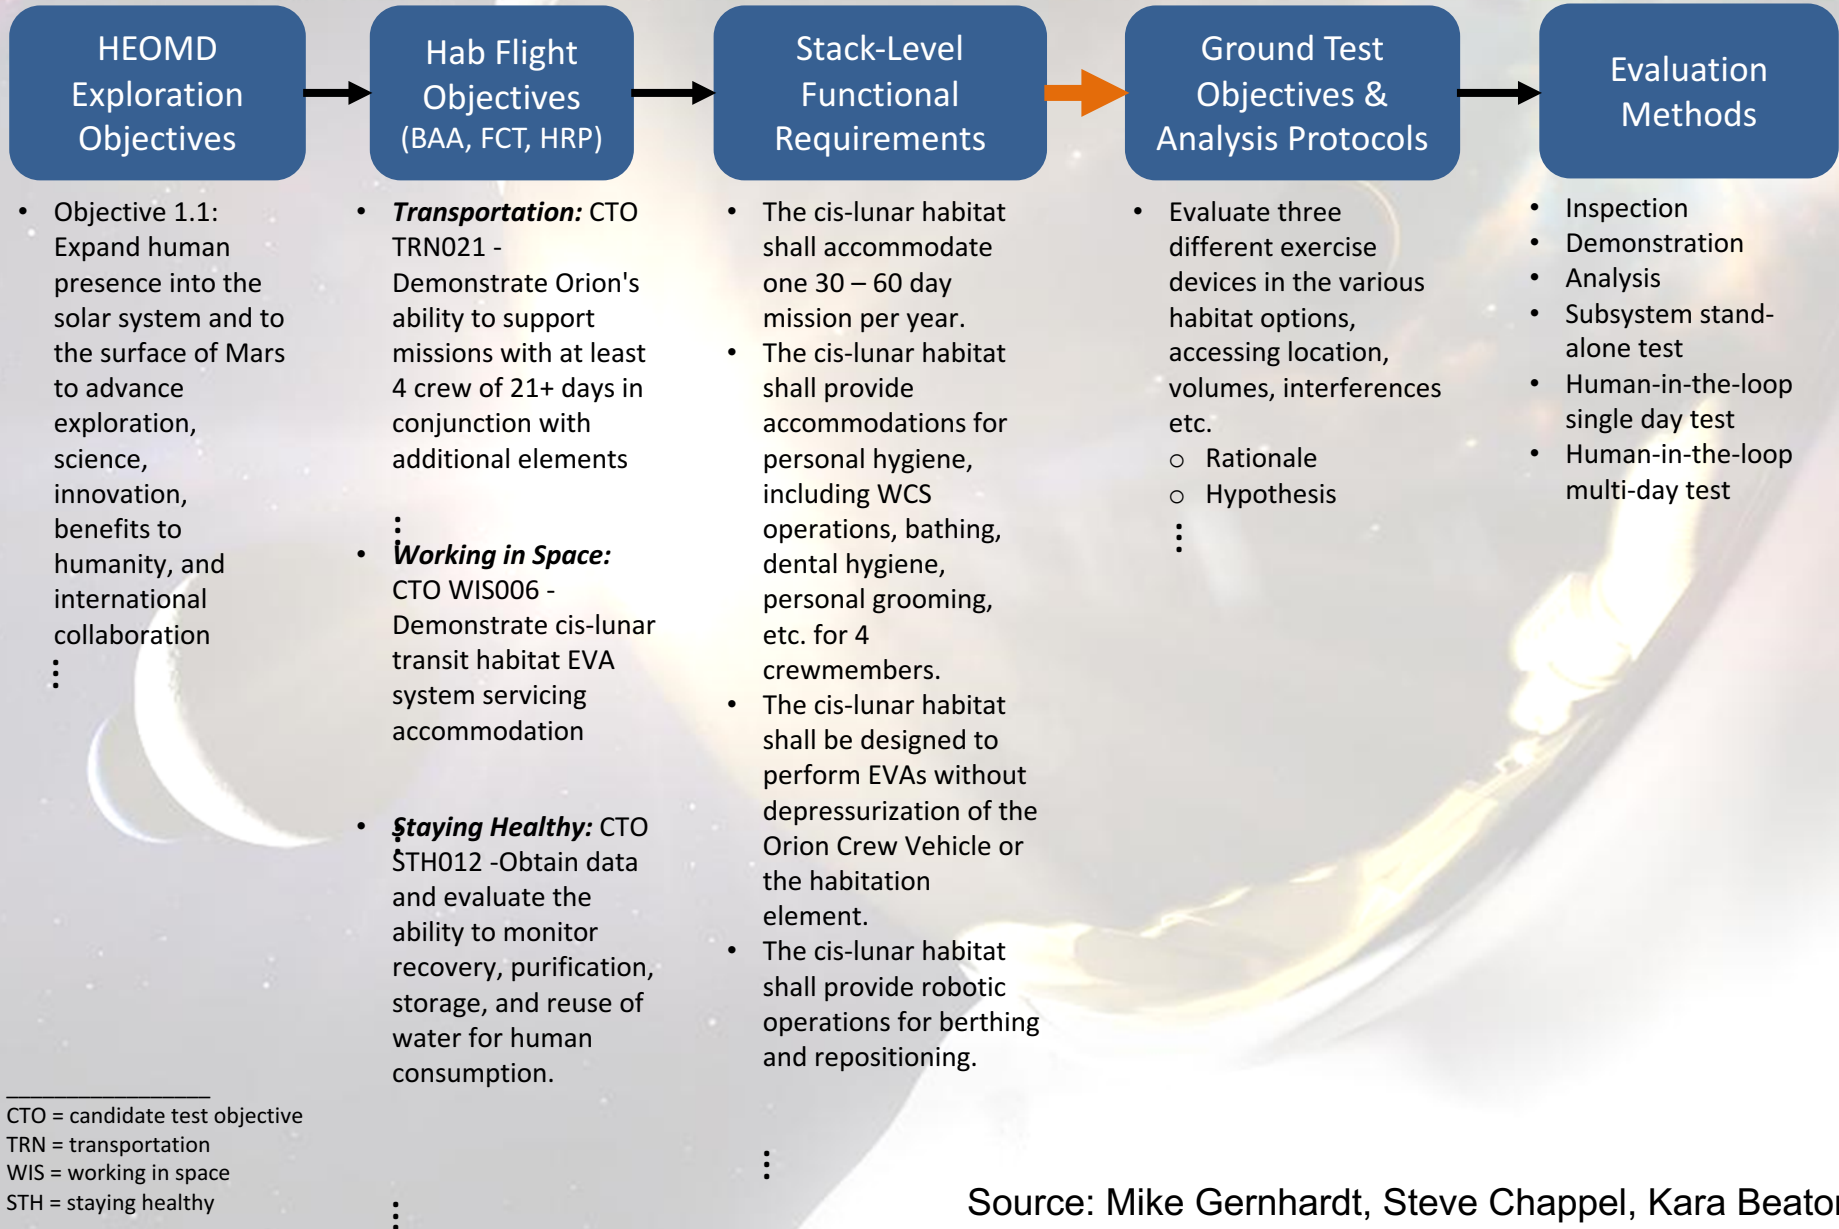 HEOMD
Exploration
Objectives
Hab Flight
Objectives
(BAA, FCT, HRP)
Stack-Level
Functional
Requirements
Ground Test
Objectives &
Analysis Protocols
Evaluation
Methods
• Objective 1.1:
Expand human
presence into the
solar system and to
the surface of Mars
to advance
exploration,
science,
innovation,
benefits to
humanity, and
international
collaboration
⋮
• Transportation: CTO
TRN021 -
Demonstrate Orion's
ability to support
missions with at least
4 crew of 21+ days in
conjunction with
additional elements
⋮
• Working in Space:
CTO WIS006 -
Demonstrate cis-lunar
transit habitat EVA
system servicing
accommodation
⋮
• Staying Healthy: CTO
STH012 -Obtain data
and evaluate the
ability to monitor
recovery, purification,
storage, and reuse of
water for human
consumption.
⋮
• The cis-lunar habitat
shall accommodate
one 30 – 60 day
mission per year.
• The cis-lunar habitat
shall provide
accommodations for
personal hygiene,
including WCS
operations, bathing,
dental hygiene,
personal grooming,
etc. for 4
crewmembers.
• The cis-lunar habitat
shall be designed to
perform EVAs without
depressurization of the
Orion Crew Vehicle or
the habitation
element.
• The cis-lunar habitat
shall provide robotic
operations for berthing
and repositioning.
⋮
• Evaluate three
different exercise
devices in the various
habitat options,
accessing location,
volumes, interferences
etc.
o Rationale
o Hypothesis
⋮
• Inspection
• Demonstration
• Analysis
• Subsystem stand-
alone test
• Human-in-the-loop
single day test
• Human-in-the-loop
multi-day test
CTO = candidate test objective
TRN = transportation
WIS = working in space
STH = staying healthy
Source: Mike Gernhardt, Steve Chappel, Kara Beaton